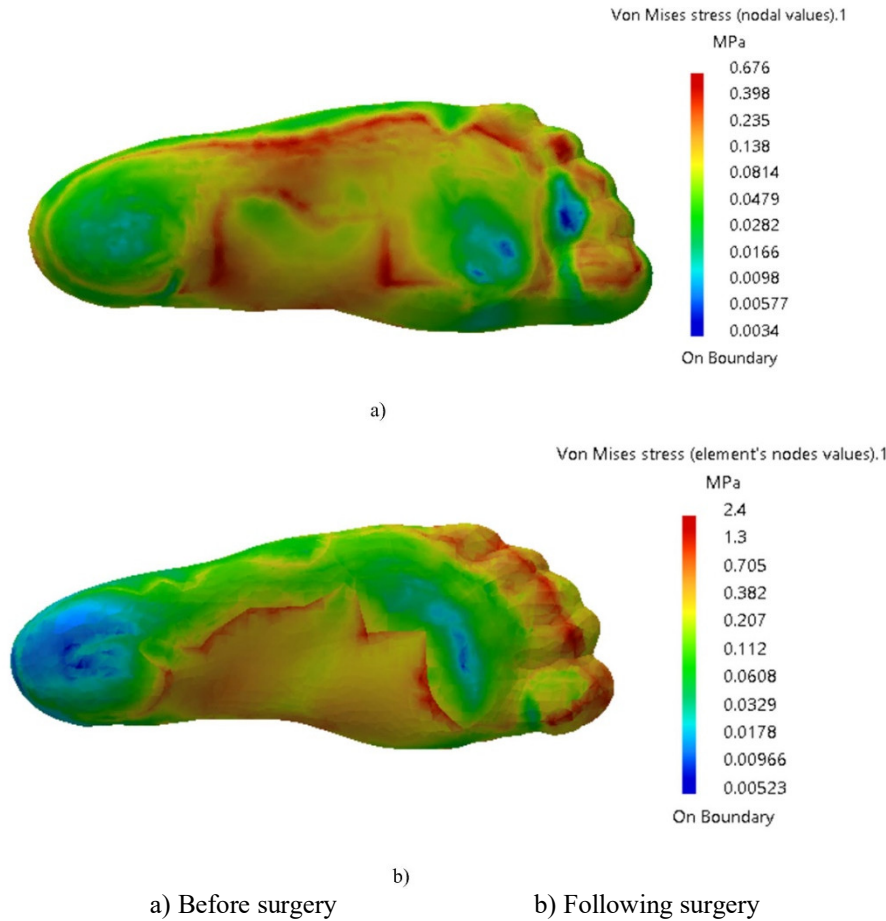 Von Mises stress (nodal values).1
MPa
0.676
0.398
0.235
0.138
0.0814
0.0479
0.0282
0.0166
0.0098
0.00577
0.0034
On Boundary
a)
Von Mises stress (element's nodes values).1
MPa
2.4
1.3
0.705
0.382
0.207
0.112
0.0608
0.0329
0.0178
0.00966
0.00523
On Boundary
b)
a) Before surgery b) Following surgery